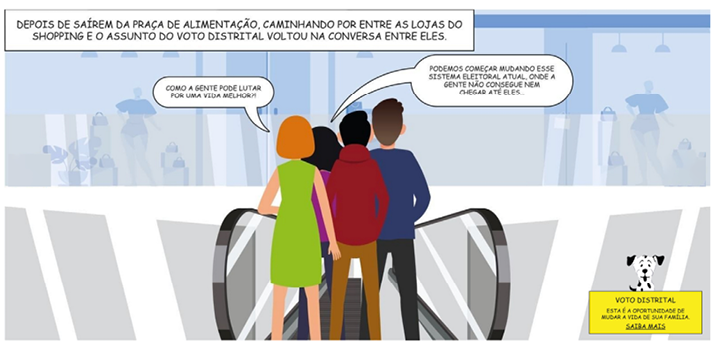 DEPOIS DE SAÍREM DA PRAÇA DE ALIMENTAÇÃO, CAMINHANDO POR ENTRE AS LOJAS DO
SHOPPING E O ASSUNTO DO VOTO DISTRITAL VOLTOU NA CONVERSA ENTRE ELES.
COMO A GENTE PODE LUTAR
POR UMA VIDA MELHOR?!
PODEMOS COMEÇAR MUDANDO ESSE
SISTEMA ELEITORAL ATUAL, ONDE A
GENTE NÃO CONSEGUE NEM
CHEGAR ATÉ ELES...
VOTO DISTRITAL
ESTA É A OPORTUNIDADE DE
MUDAR A VIDA DE SUA FAMÍLIA.
SAIBA MAIS